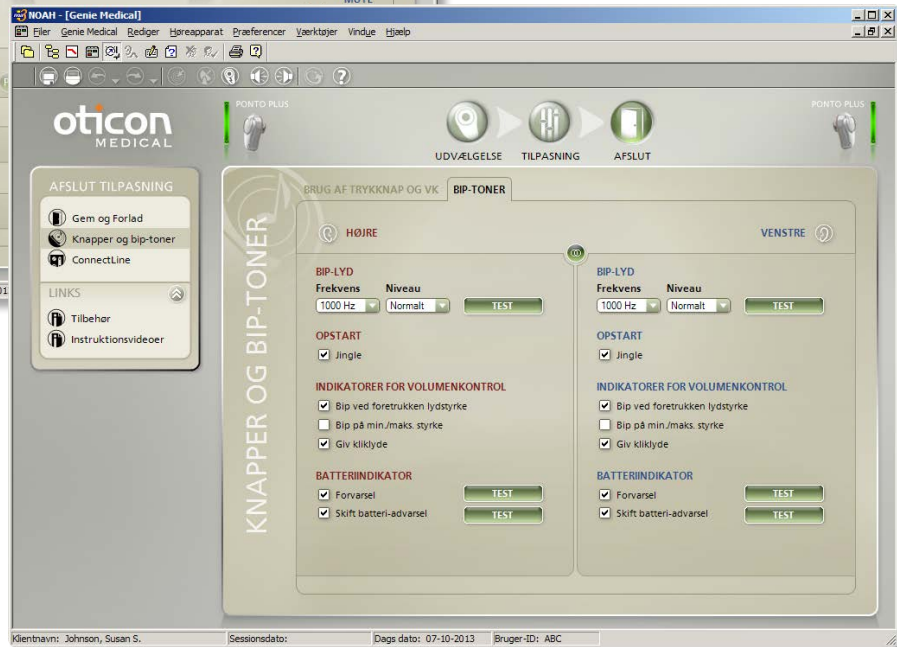 MUTE
NOAH - [Genie Medical]
Filer Genie Medical Rediger Høreapparat Præferencer Værktøjer Vindue Hjælp
PONTO PLUS PONTO PLUS
oticon
MEDICAL
UDVÆLGELSE TILPASNING AFSLUT
AFSLUT TILPASNING
Gem og Forlad
Knapper og bip-toner
ConnectLine
LINKS
Tilbehør
Instruktionsvideoer
KNAPPER OG BIP-TONER
BRUG AF TRYKKNAP OG VK BIP-TONER
HØJRE VENSTRE
BIP-LYD BIP-LYD
Frekvens Niveau Frekvens Niveau
1000 Hz Normalt TEST 1000 Hz Normalt TEST
OPSTART OPSTART
Jingle Jingle
INDIKATORER FOR VOLUMENKONTROL INDIKATORER FOR VOLUMENKONTROL
Bip ved foretrukken lydstyrke Bip ved foretrukken lydstyrke
Bip på min./maks. styrke Bip på min./maks. styrke
Giv kliklyde Giv kliklyde
BATTERIINDIKATOR BATTERIINDIKATOR
Forvarsel TEST Forvarsel TEST
Skift batteri-advarsel TEST Skift batteri-advarsel TEST
Klientnavn: Johnson, Susan S. Sessionsdato: Dags dato: 07-10-2013 Bruger-ID: ABC